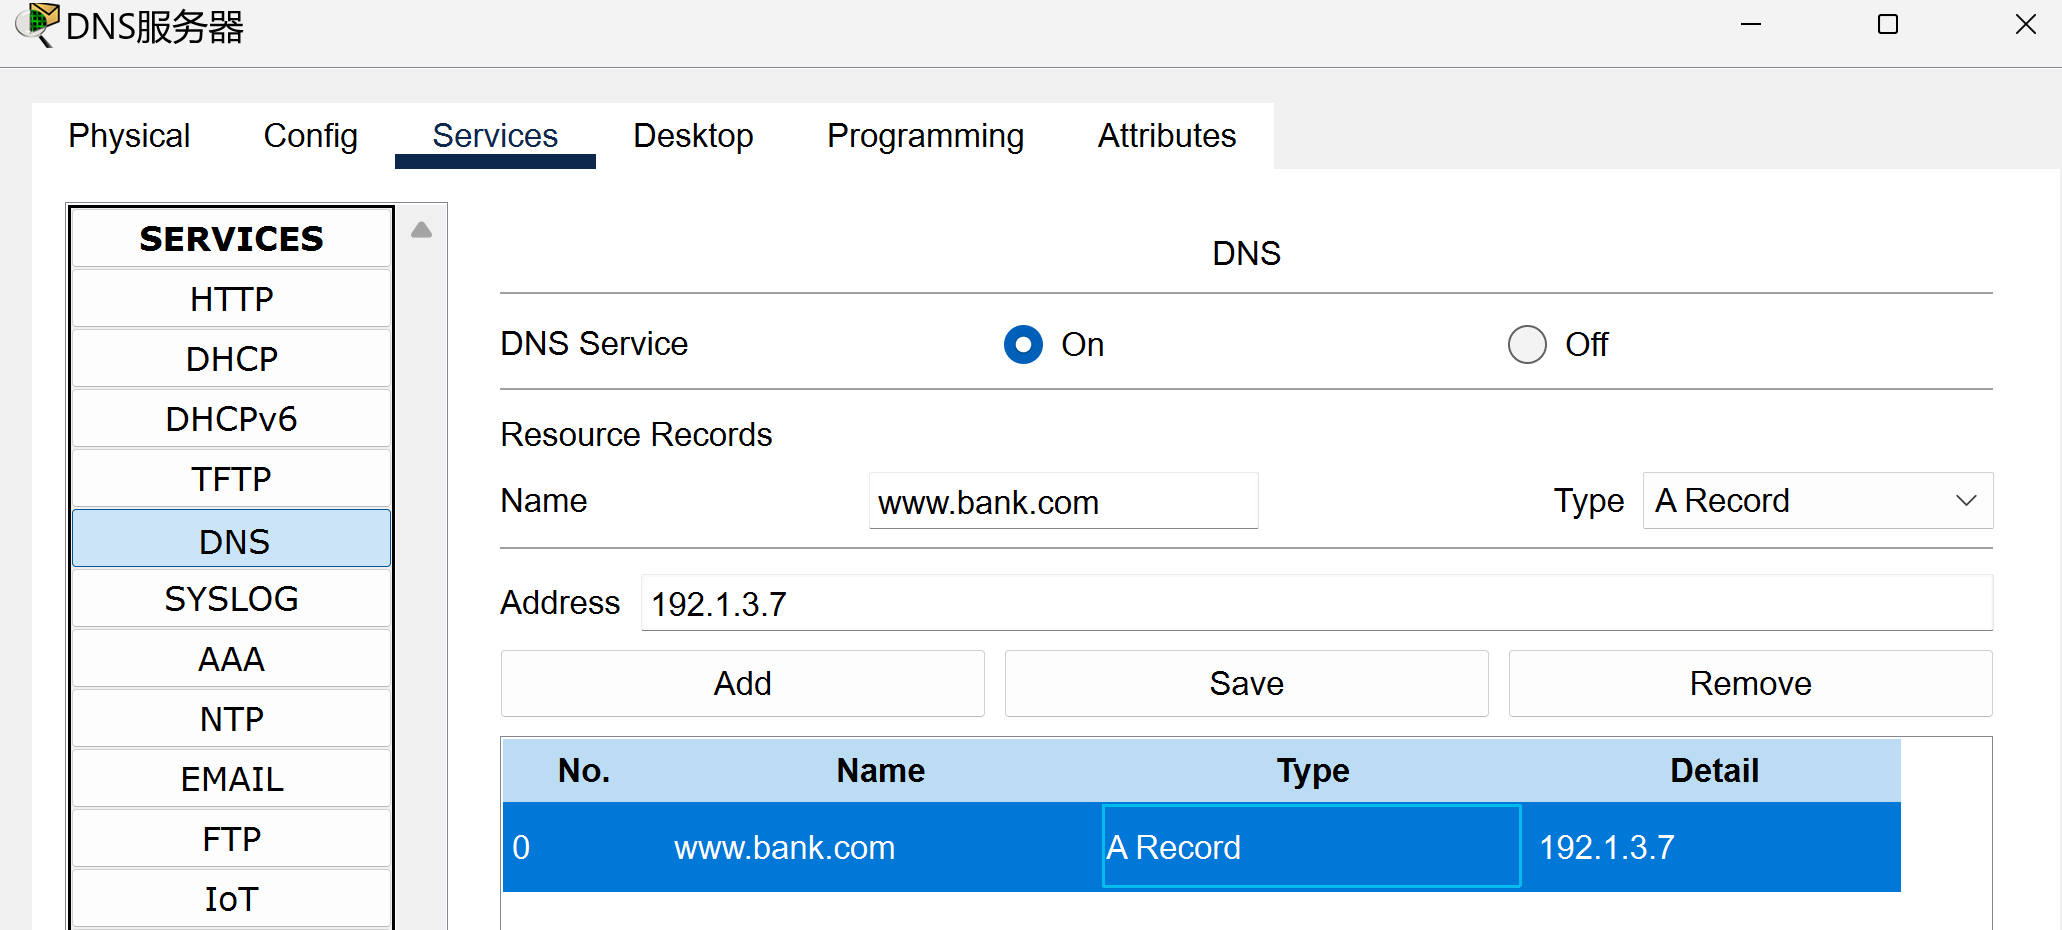 DNS服务器
Physical Config Services Desktop Programming Attributes
SERVICES
HTTP
DHCP
DHCPv6
TFTP
DNS
SYSLOG
AAA
NTP
EMAIL
FTP
IoT
DNS
DNS Service On Off
Resource Records
Name www.bank.com Type A Record
Address 192.1.3.7
Add Save Remove
No. Name Type Detail
0 www.bank.com A Record 192.1.3.7